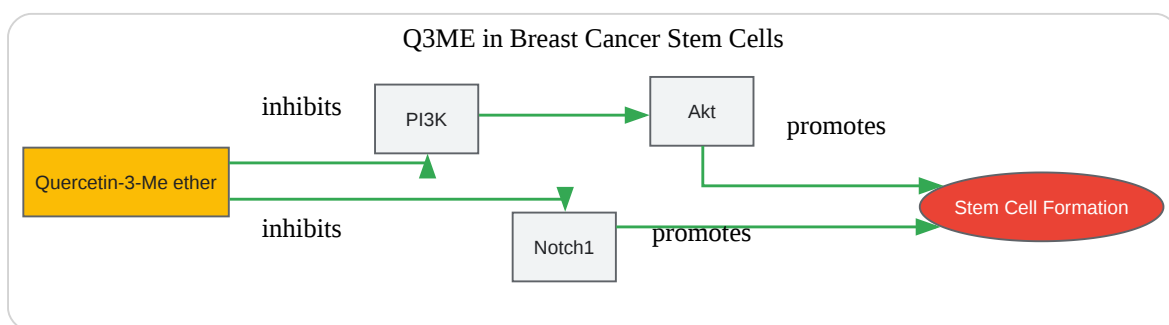 Q3ME in Breast Cancer Stem Cells
inhibits
PI3K
Akt
promotes
Quercetin-3-Me ether
Stem Cell Formation
inhibits
Notch1
promotes